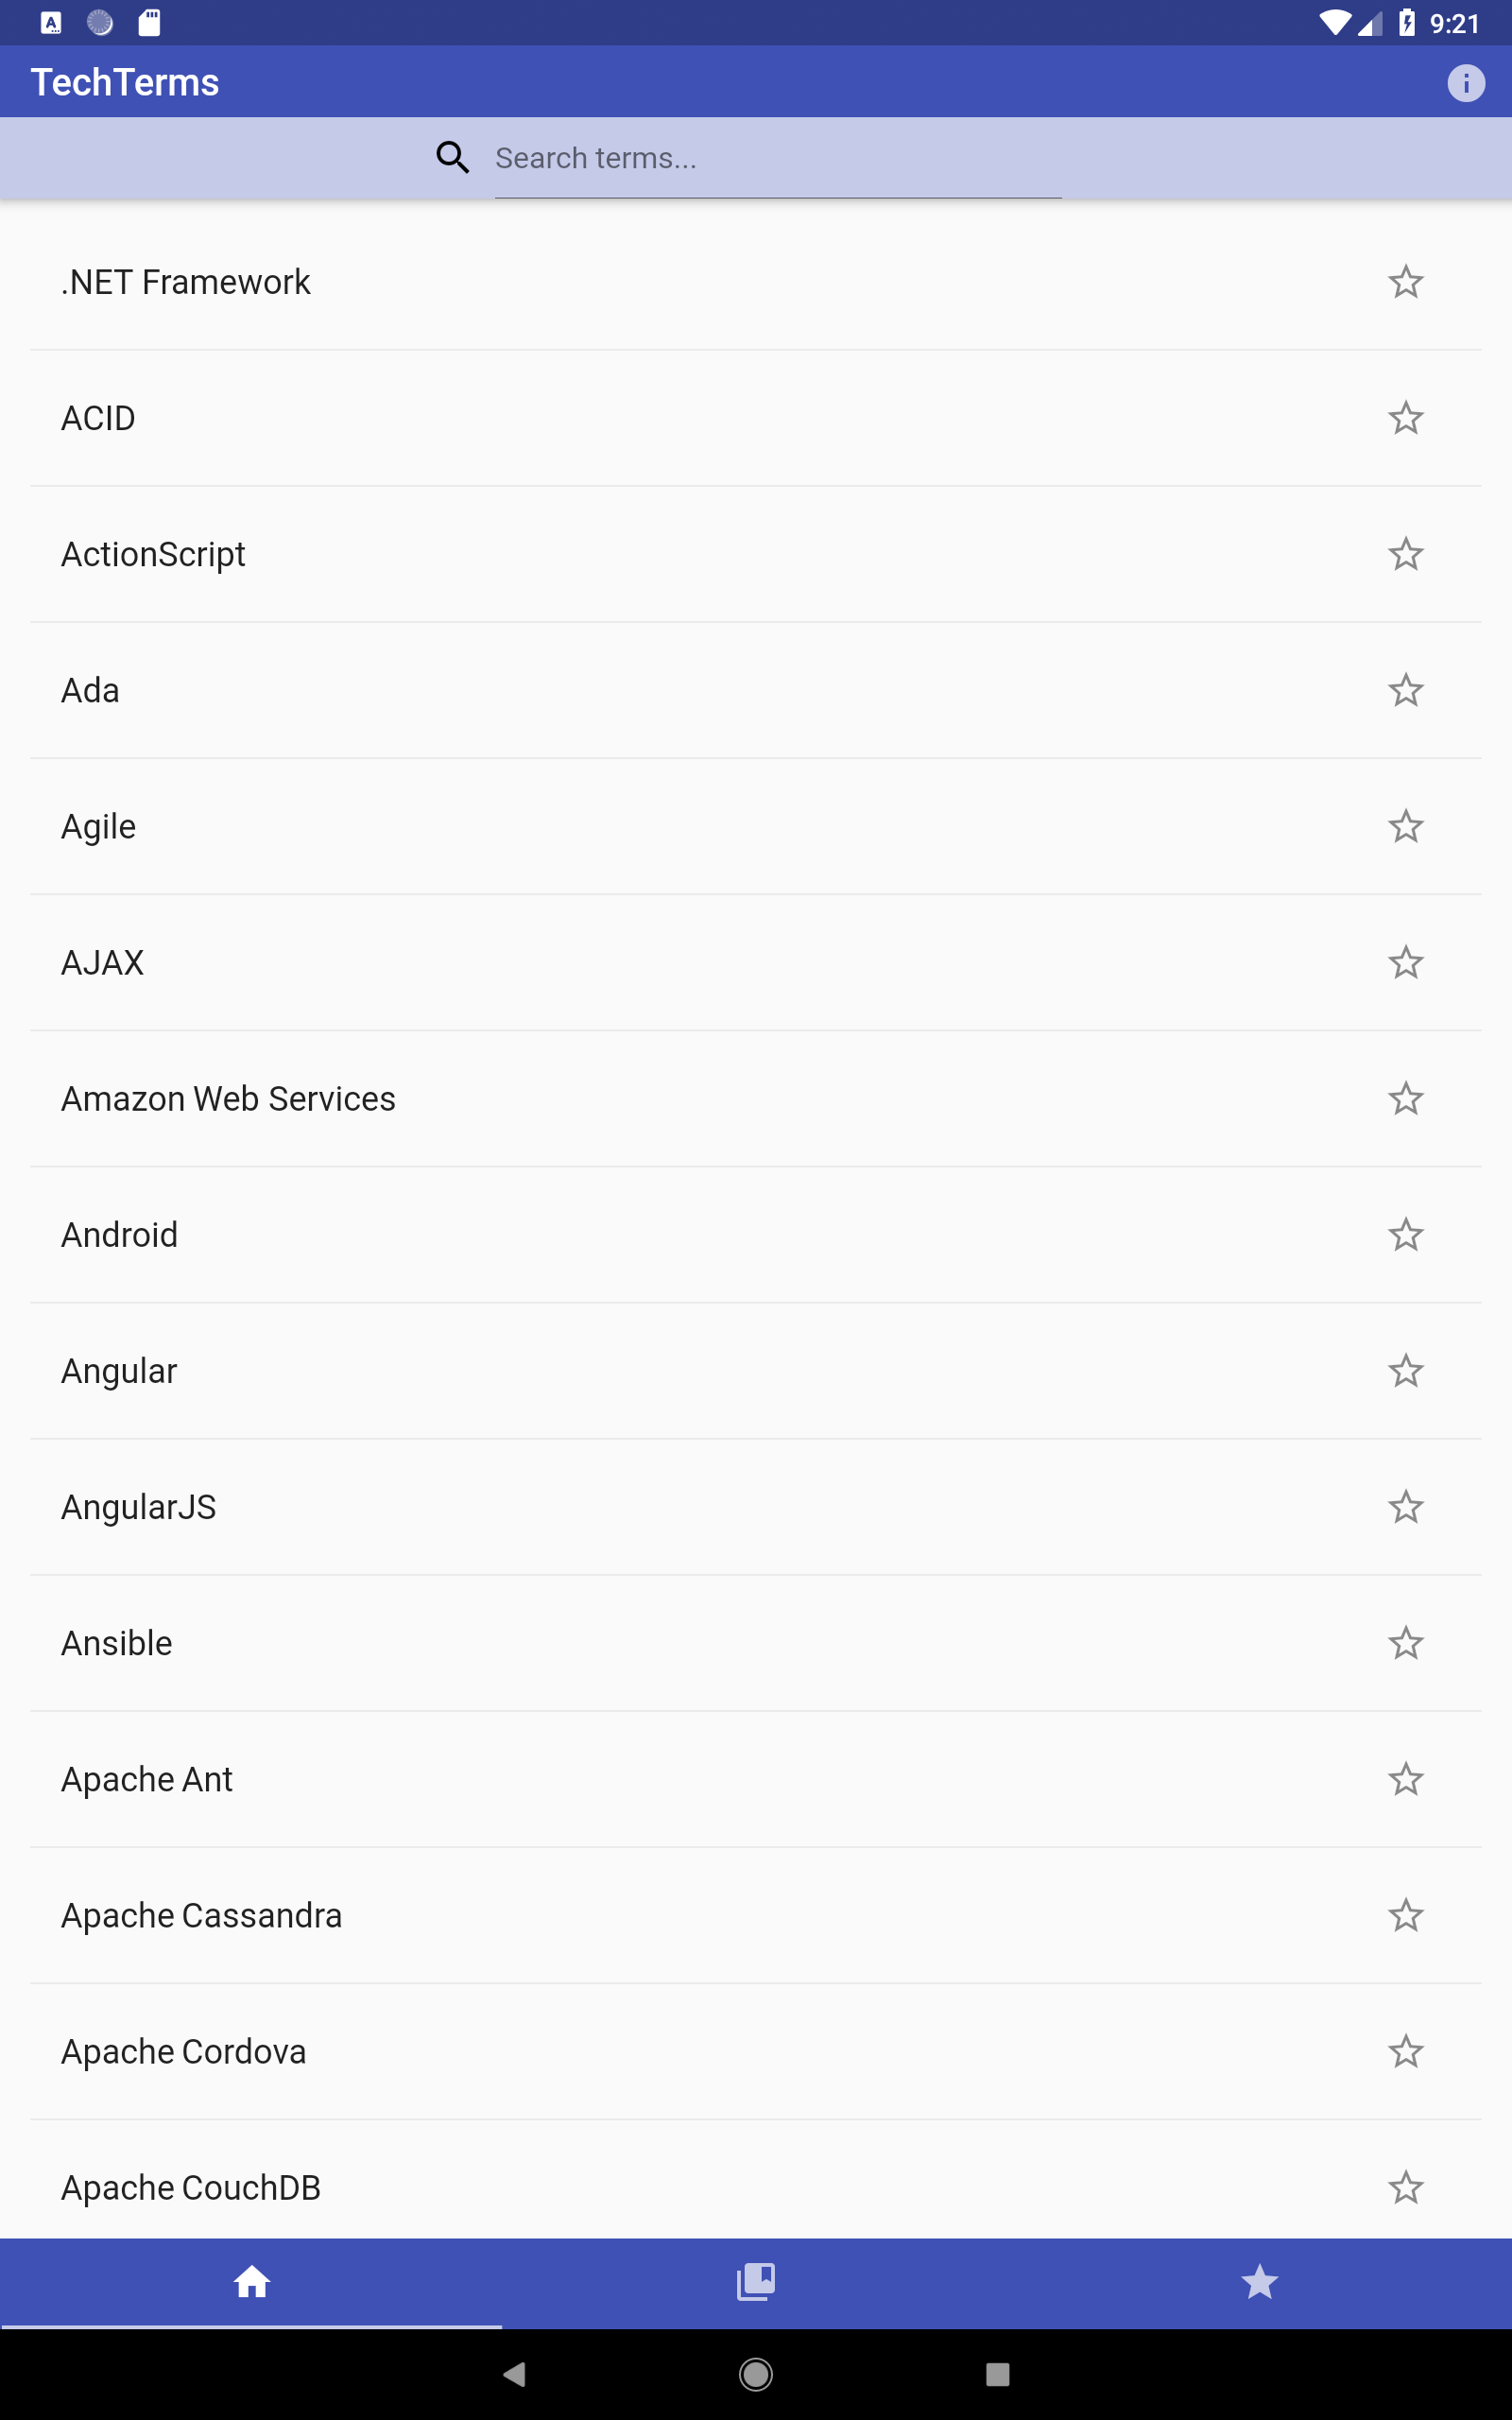 9:21
TechTerms
Search terms...
.NET Framework
ACID
ActionScript
Ada
Agile
AJAX
Amazon Web Services
Android
Angular
AngularJS
Ansible
Apache Ant
Apache Cassandra
Apache Cordova
Apache CouchDB